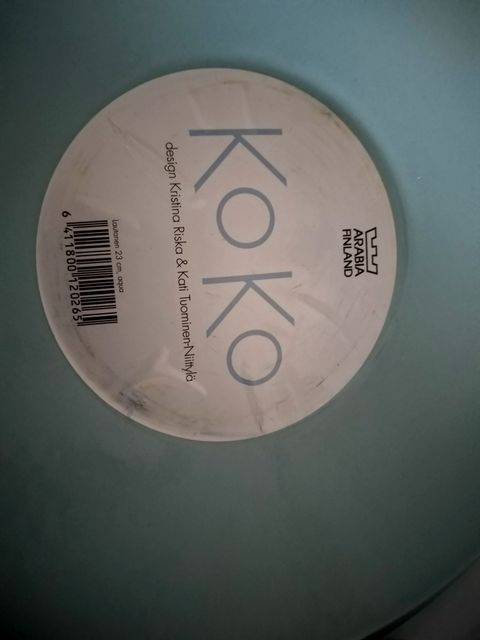 ARABIA
FINLAND
KoKo
design Kristina Riska & Kati Tuominen-Niittylä
Lautanen 23 cm, aqua
6 411800 120265